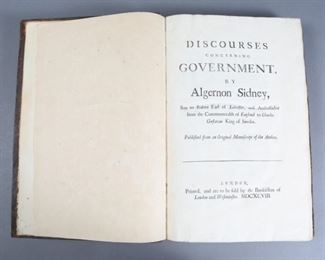 DISCOURSES
CONCERNING
GOVERNMENT,
BY
Algernon Sidney,
Son to Robert Earl of Leicester, and Ambassador
from the Commonwealth of England to Charles
Gustavus King of Sweden.
Published from an Original Manuscript of the Author.
LONDON,
Printed, and are to be sold by the Booksellers of
London and Westminster. MDCXCVIII.